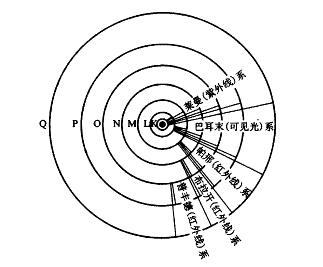 Q P O N M L K
莱曼(紫外线)系
巴耳末(可见光)系
帕邢(红外线)系
布拉开(红外线)系
普丰德(红外线)系